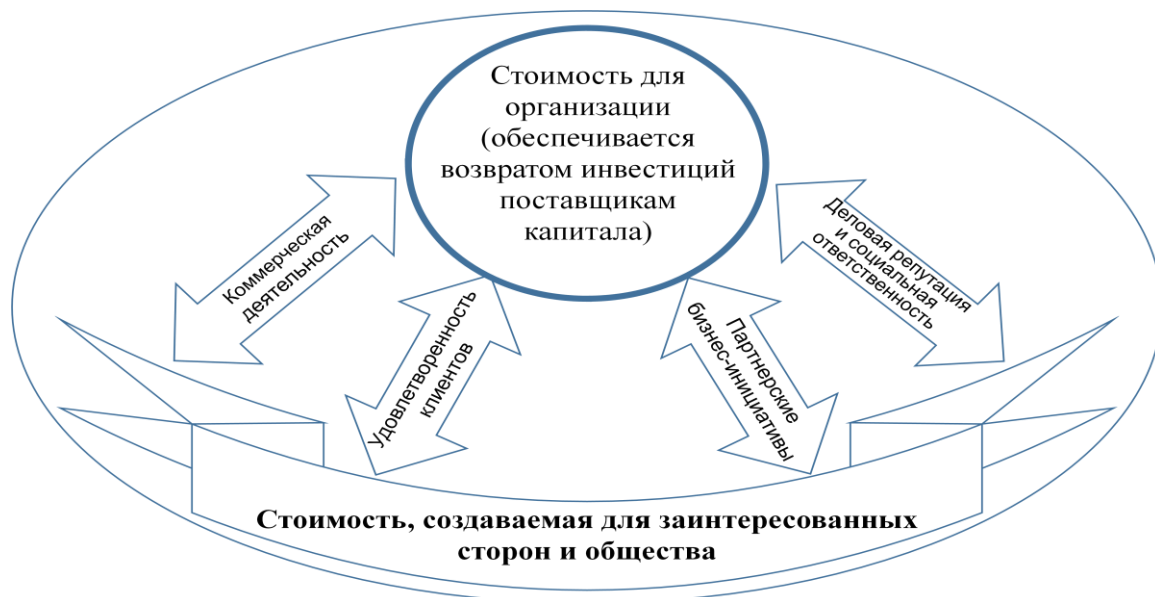 Стоимость для
организации
(обеспечивается
возвратом инвестиций
поставщикам
капитала)
Коммерческая
деятельность
Удовлетворенность
клиентов
Партнерские
бизнес-инициативы
Деловая репутация
и социальная
ответственность
Стоимость, создаваемая для заинтересованных
сторон и общества